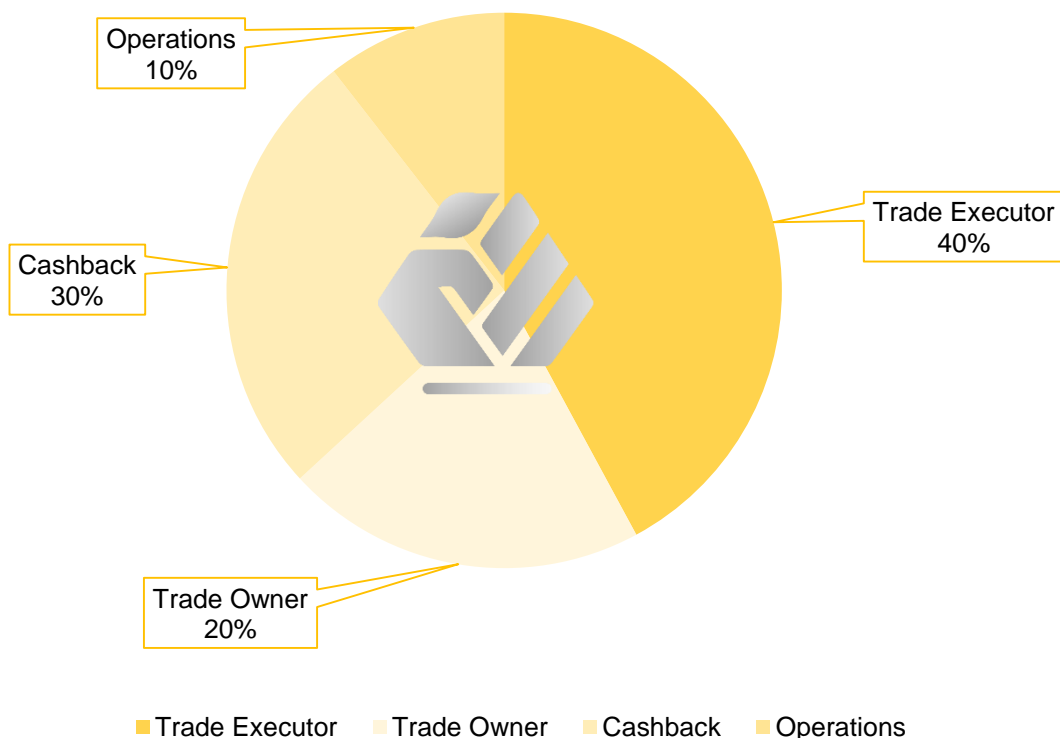 Operations
10%
Trade Executor
40%
Cashback
30%
Trade Owner
20%
Trade Executor Trade Owner Cashback Operations